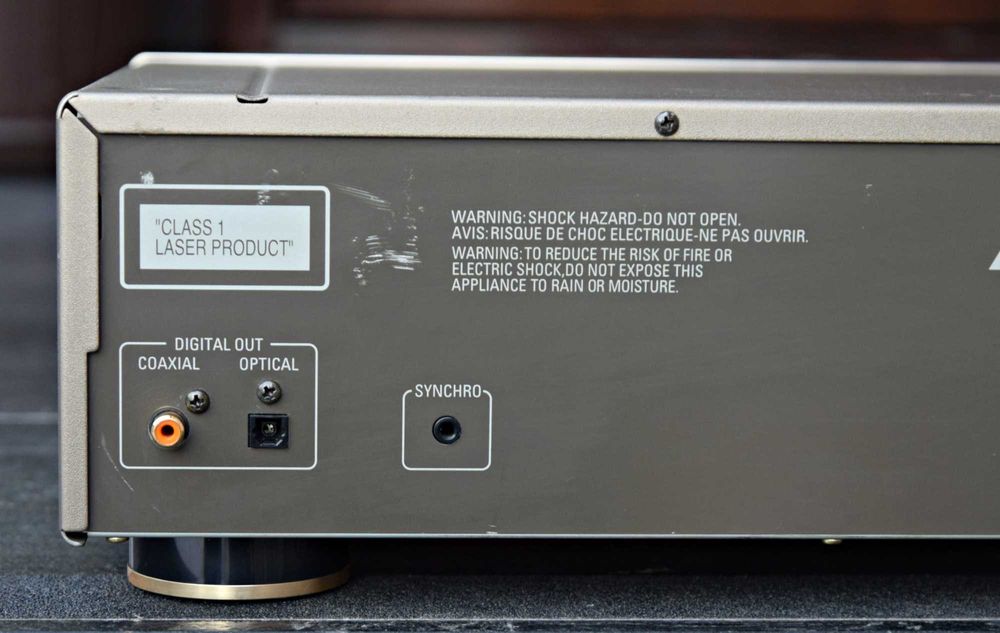 "CLASS 1
LASER PRODUCT"
WARNING: SHOCK HAZARD-DO NOT OPEN.
AVIS: RISQUE DE CHOC ELECTRIQUE-NE PAS OUVRIR.
WARNING: TO REDUCE THE RISK OF FIRE OR
ELECTRIC SHOCK, DO NOT EXPOSE THIS
APPLIANCE TO RAIN OR MOISTURE.
DIGITAL OUT
COAXIAL OPTICAL
SYNCHRO